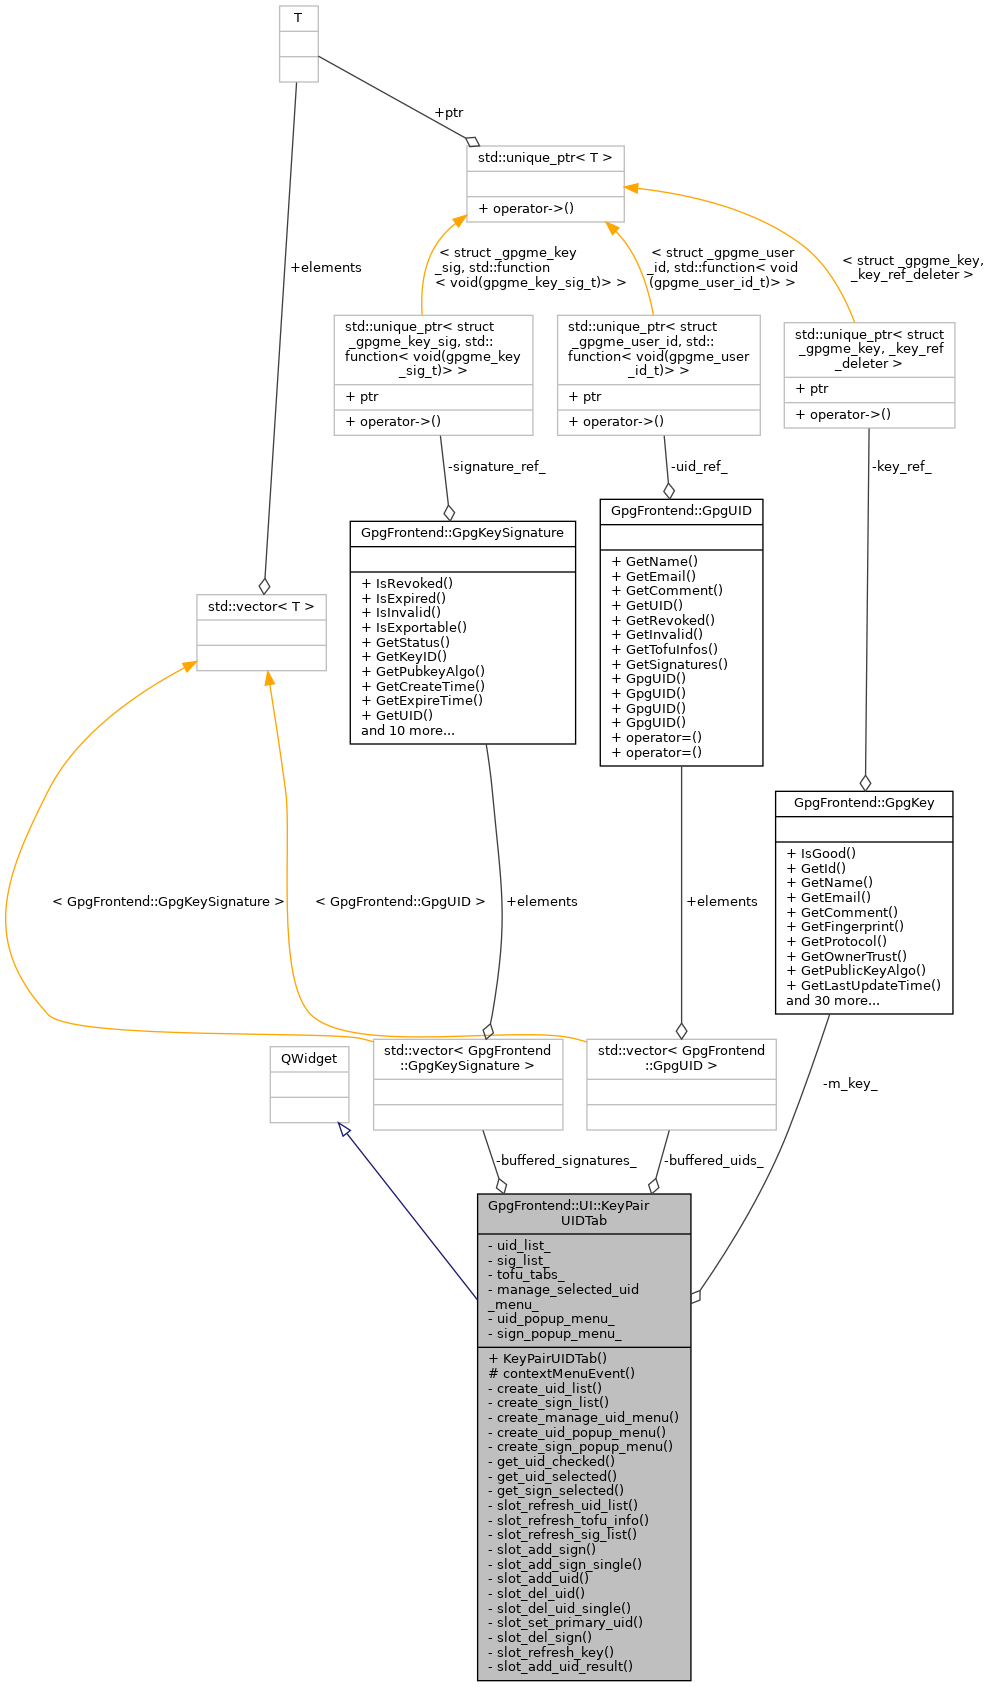 T
+ptr
std::unique_ptr< T >
+ operator->()
+elements
< struct _gpgme_key
_sig, std::function
< void(gpgme_key_sig_t)> >
< struct _gpgme_user
_id, std::function< void
(gpgme_user_id_t)> >
< struct _gpgme_key,
_key_ref_deleter >
std::unique_ptr< struct
_gpgme_key_sig, std::
function< void(gpgme_key
_sig_t)> >
+ ptr
+ operator->()
std::unique_ptr< struct
_gpgme_user_id, std::
function< void(gpgme_user
_id_t)> >
+ ptr
+ operator->()
std::unique_ptr< struct
_gpgme_key, _key_ref
_deleter >
+ ptr
+ operator->()
-signature_ref_
-uid_ref_
-key_ref_
GpgFrontend::GpgKeySignature
+ IsRevoked()
+ IsExpired()
+ IsInvalid()
+ IsExportable()
+ GetStatus()
+ GetKeyID()
+ GetPubkeyAlgo()
+ GetCreateTime()
+ GetExpireTime()
+ GetUID()
and 10 more...
GpgFrontend::GpgUID
+ GetName()
+ GetEmail()
+ GetComment()
+ GetUID()
+ GetRevoked()
+ GetInvalid()
+ GetTofuInfos()
+ GetSignatures()
+ GpgUID()
+ GpgUID()
+ GpgUID()
+ GpgUID()
+ operator=()
+ operator=()
std::vector< T >
GpgFrontend::GpgKey
+ IsGood()
+ GetId()
+ GetName()
+ GetEmail()
+ GetComment()
+ GetFingerprint()
+ GetProtocol()
+ GetOwnerTrust()
+ GetPublicKeyAlgo()
+ GetLastUpdateTime()
and 30 more...
< GpgFrontend::GpgKeySignature >
< GpgFrontend::GpgUID >
+elements
+elements
QWidget
std::vector< GpgFrontend
::GpgKeySignature >
std::vector< GpgFrontend
::GpgUID >
-m_key_
-buffered_signatures_
-buffered_uids_
GpgFrontend::UI::KeyPair
UIDTab
- uid_list_
- sig_list_
- tofu_tabs_
- manage_selected_uid
_menu_
- uid_popup_menu_
- sign_popup_menu_
+ KeyPairUIDTab()
# contextMenuEvent()
- create_uid_list()
- create_sign_list()
- create_manage_uid_menu()
- create_uid_popup_menu()
- create_sign_popup_menu()
- get_uid_checked()
- get_uid_selected()
- get_sign_selected()
- slot_refresh_uid_list()
- slot_refresh_tofu_info()
- slot_refresh_sig_list()
- slot_add_sign()
- slot_add_sign_single()
- slot_add_uid()
- slot_del_uid()
- slot_del_uid_single()
- slot_set_primary_uid()
- slot_del_sign()
- slot_refresh_key()
- slot_add_uid_result()